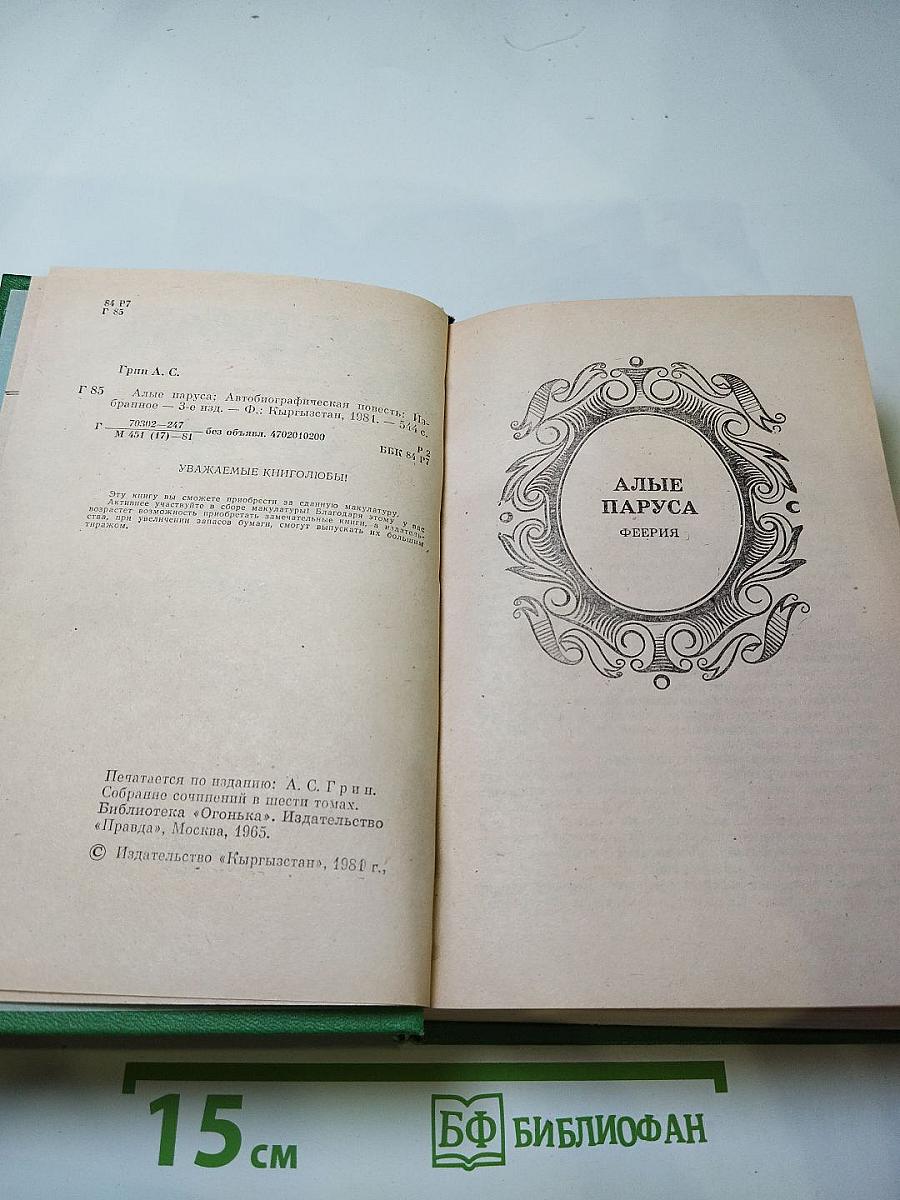 84 Р7
Г 85
Грин А. С.
Г 85 Алые паруса; Автобиографическая повесть: Из-
бранное — 3-е изд. — Ф.: Кыргызстан, 1981. — 544 с.
70302—247
Г
М 451 (17)—81
без объявл. 4702010200
Р 2
ББК 84 Р7
УВАЖАЕМЫЕ КНИГОЛЮБЫ!
Эту книгу вы сможете приобрести за сданную макулатуру.
Активнее участвуйте в сборе макулатуры! Благодаря этому у вас
возрастет возможность приобретать замечательные книги, а издатель-
ства, при увеличении запасов бумаги, смогут выпускать их большим
тиражом.
Печатается по изданию: А. С. Грин.
Собрание сочинений в шести томах.
Библиотека «Огонька». Издательство
«Правда», Москва, 1965.
© Издательство «Кыргызстан», 1981 г.,
АЛЫЕ
ПАРУСА
ФЕЕРИЯ
15 см
БФ БИБЛИОФАН